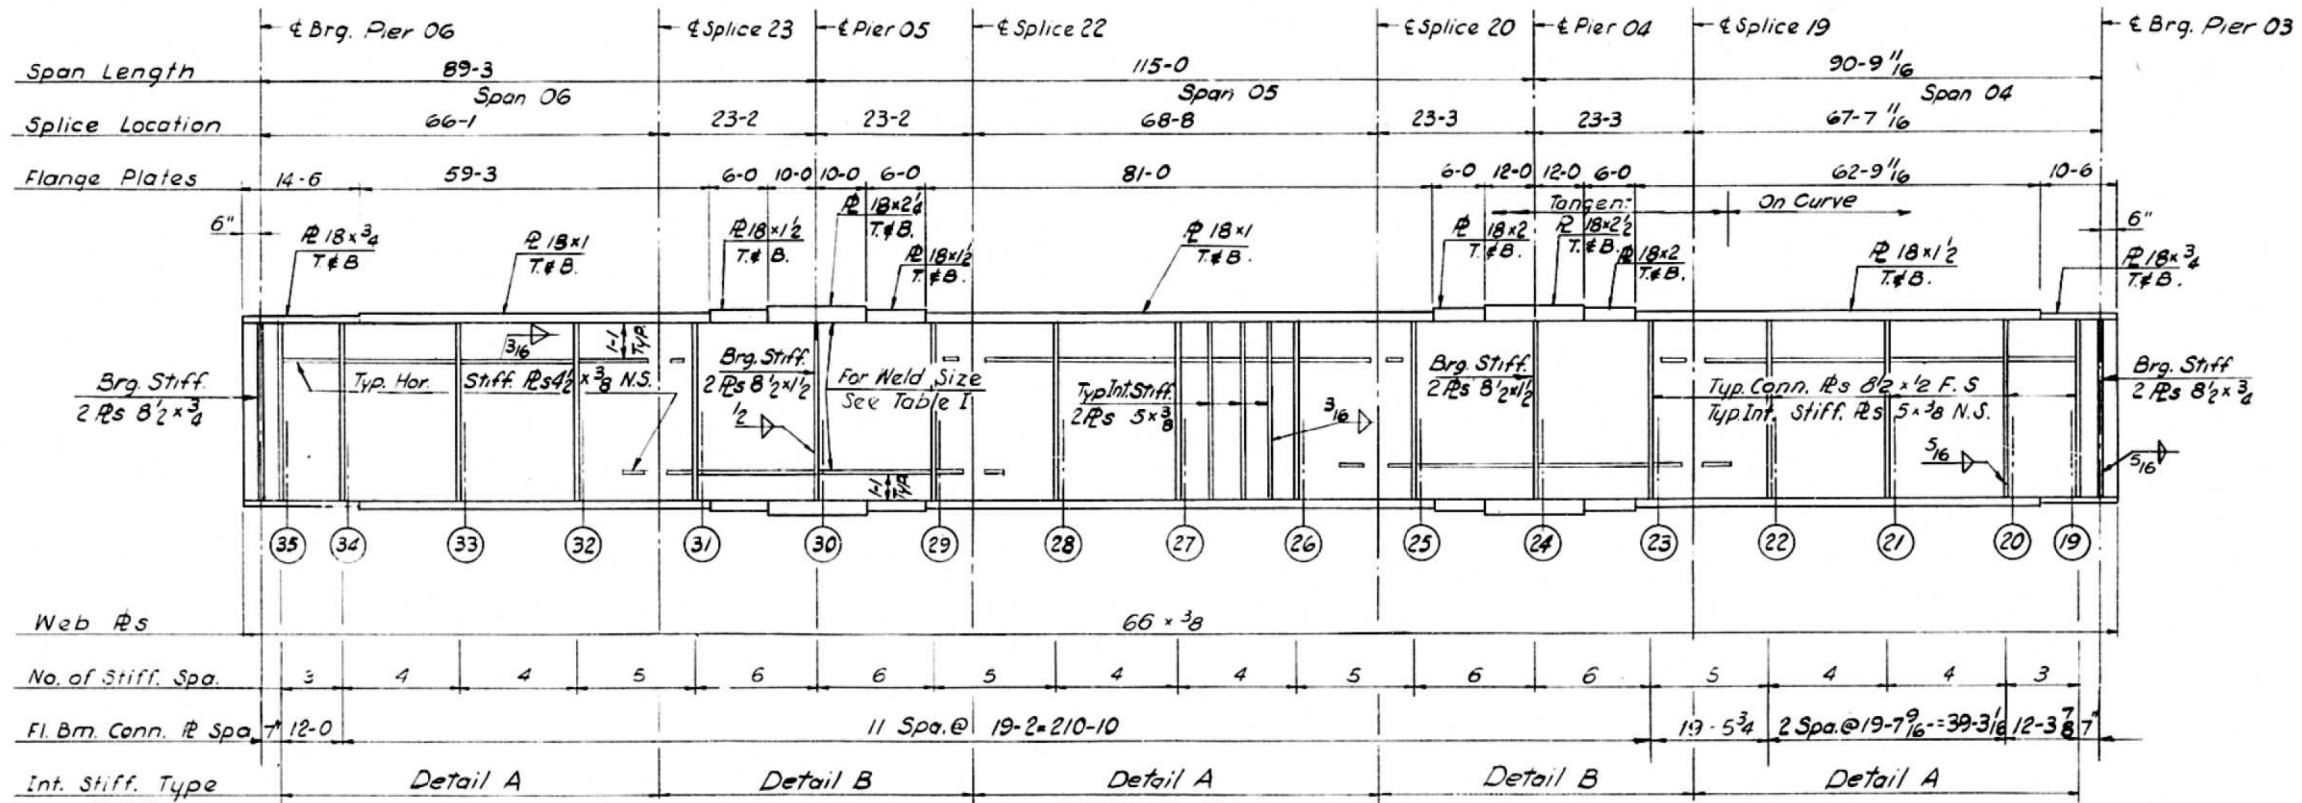 ℄ Brg. Pier 06 ℄ Splice 23 ℄ Pier 05 ℄ Splice 22 ℄ Splice 20 ℄ Pier 04 ℄ Splice 19 ℄ Brg. Pier 03
Span Length 89-3 115-0 90-9 11/16
Span 06 Span 05 Span 04
Splice Location 66-1 23-2 23-2 68-8 23-3 23-3 67-7 11/16
Flange Plates 14-6 59-3 6-0 10-0 10-0 6-0 81-0 6-0 12-0 12-0 6-0 62-9 11/16 10-6
Tangent On Curve
6" 6"
℄ 18×3/4
T. & B
℄ 18×1
T. & B.
℄ 18×1 1/2
T. & B.
℄ 18×2 1/4
T. & B.
℄ 18×1 1/2
T. & B.
℄ 18×1
T. & B.
℄ 18×2
T. & B.
℄ 18×2 1/2
T. & B.
℄ 18×2
T. & B.
℄ 18×1 1/2
T. & B.
℄ 18×3/4
T. & B.
3/16
1-1
Typ.
Brg. Stiff.
2 ℄s 8 1/2 × 3/4
Typ. Hor. Stiff. ℄s 4 1/2 × 3/8 N.S.
Brg. Stiff.
2 ℄s 8 1/2 × 1 1/2
1/2
For Weld Size
See Table I
1-1
Typ.
Typ Int. Stiff.
2 ℄s 5 × 3/8
3/16
Brg. Stiff.
2 ℄s 8 1/2 × 1 1/2
Typ. Conn. ℄s 8 1/2 × 1/2 F. S
Typ. Int. Stiff. ℄s 5 × 3/8 N.S.
5/16
Brg. Stiff
2 ℄s 8 1/2 × 3/4
5/16
35 34 33 32 31 30 29 28 27 26 25 24 23 22 21 20 19
Web ℄s 66 × 3/8
No. of Stiff. Spa. 3 4 4 5 6 6 5 4 4 5 6 6 5 4 4 3
Fl. Bm. Conn. ℄ Spa. 7" 12-0 11 Spa. @ 19-2=210-10 19-5 3/4 2 Spa. @ 19-7 9/16 = 39-3 1/8 12-3 7/8 7"
Int. Stiff. Type Detail A Detail B Detail A Detail B Detail A